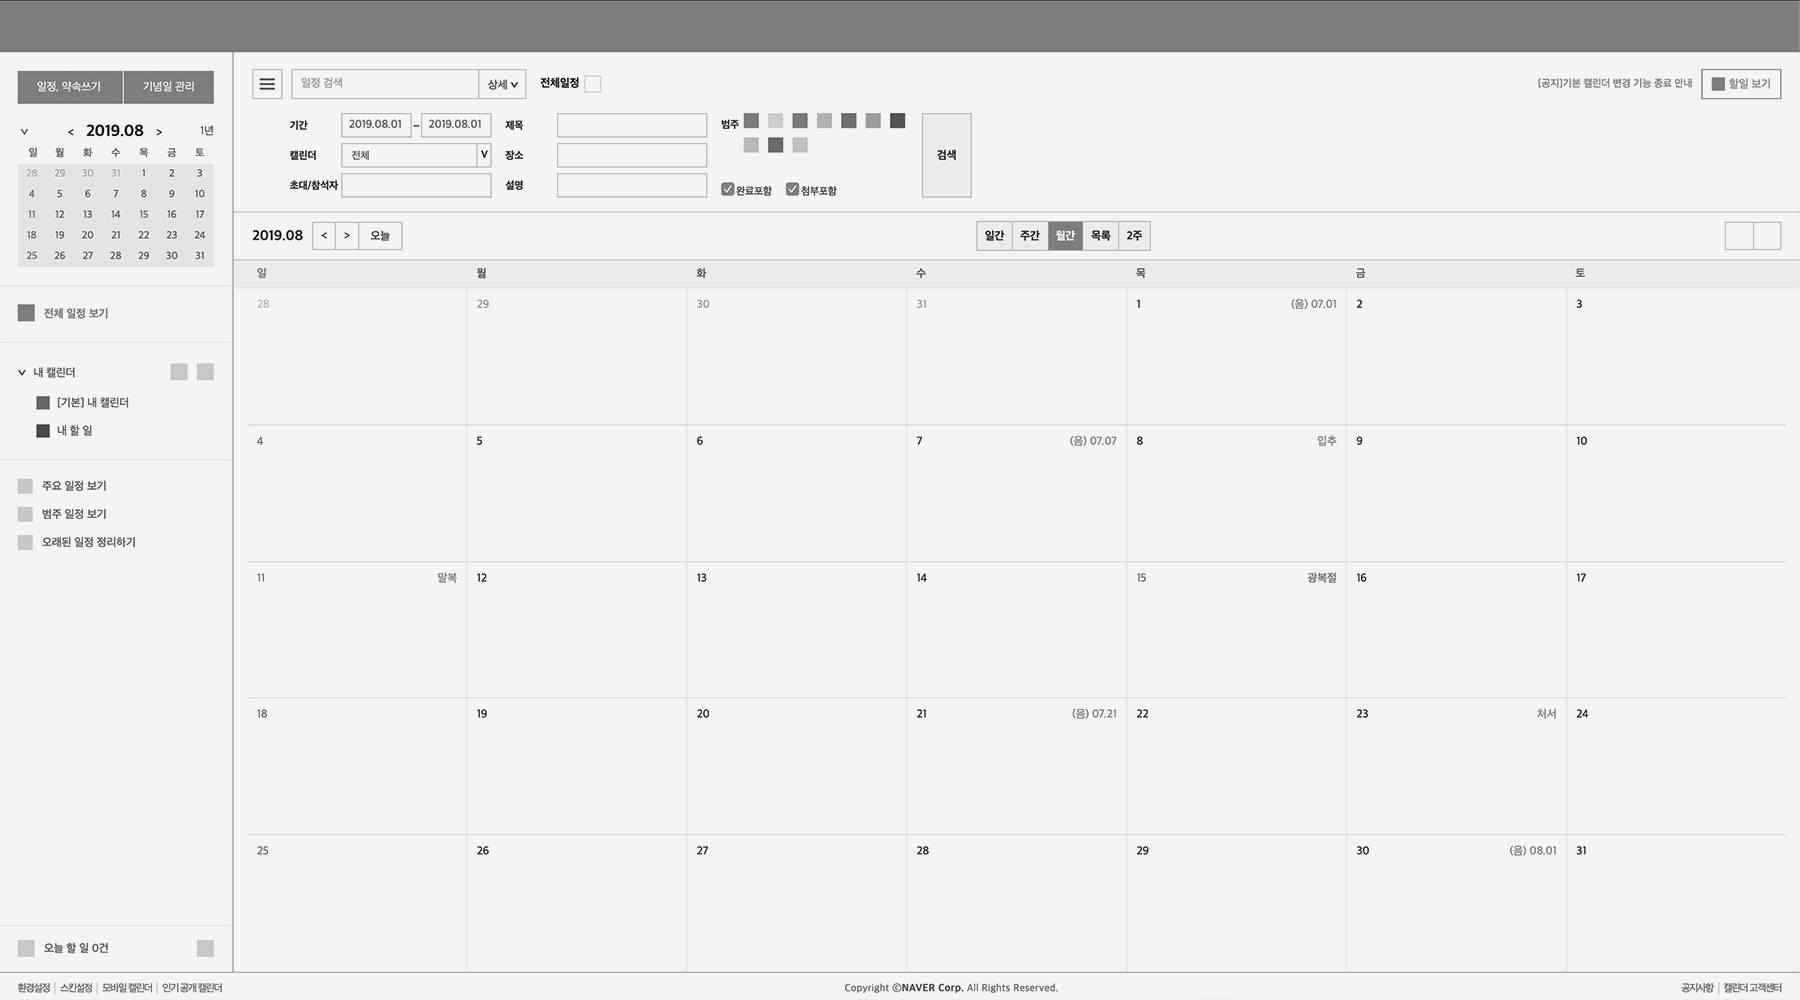 일정, 약속쓰기 기념일 관리
< 2019.08 > 1년
일 월 화 수 목 금 토
28 29 30 31 1 2 3
4 5 6 7 8 9 10
11 12 13 14 15 16 17
18 19 20 21 22 23 24
25 26 27 28 29 30 31
전체 일정 보기
내 캘린더
[기본] 내 캘린더
내 할 일
주요 일정 보기
범주 일정 보기
오래된 일정 정리하기
오늘 할 일 0건
일정 검색 상세 전체일정
[공지]기본 캘린더 변경 기능 종료 안내 할일 보기
기간 2019.08.01 – 2019.08.01 제목 범주
캘린더 전체 V 장소
초대/참석자 설명 완료포함 첨부포함
검색
2019.08 < > 오늘
일간 주간 월간 목록 2주
일 월 화 수 목 금 토
28 29 30 31 1 (음) 07.01 2 3
4 5 6 7 (음) 07.07 8 입추 9 10
11 말복 12 13 14 15 광복절 16 17
18 19 20 21 (음) 07.21 22 23 처서 24
25 26 27 28 29 30 (음) 08.01 31
환경설정 | 스킨설정 | 모바일 캘린더 | 인기 공개 캘린더
Copyright ©NAVER Corp. All Rights Reserved.
공지사항 | 캘린더 고객센터